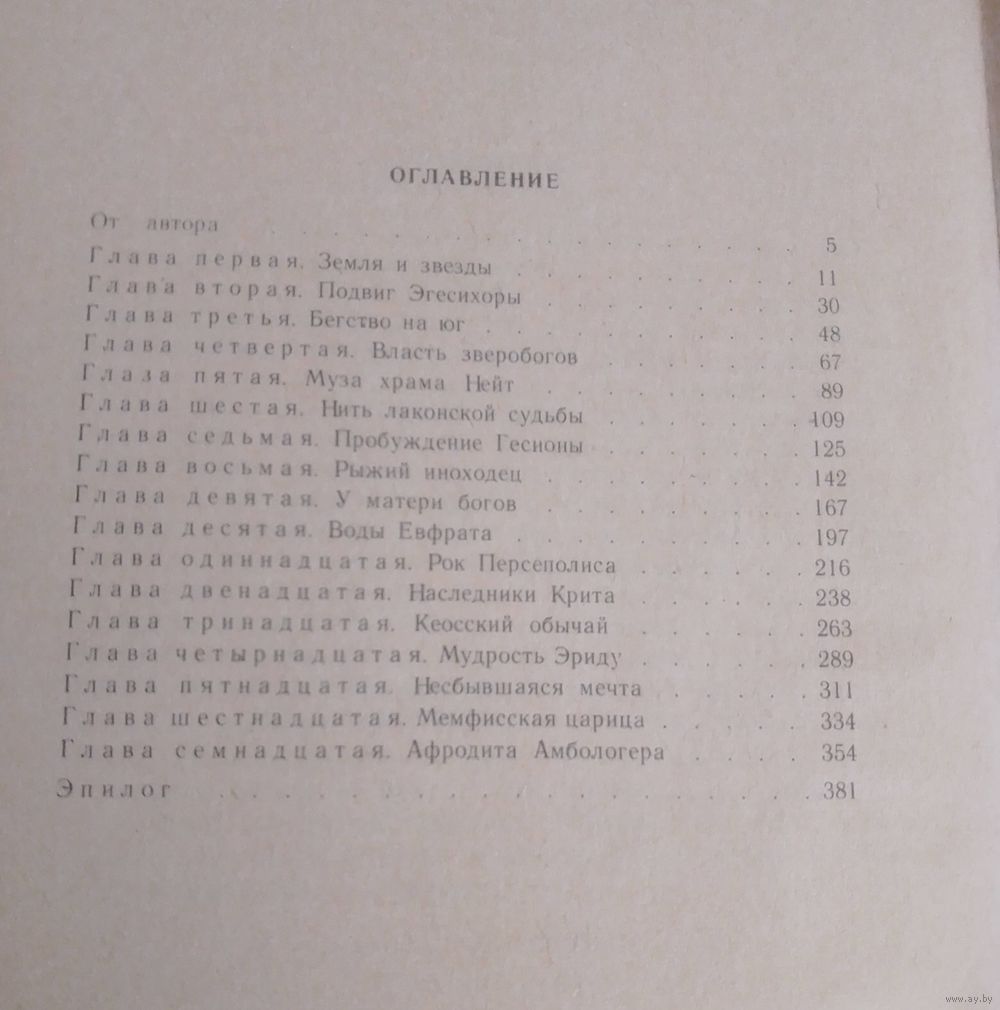 ОГЛАВЛЕНИЕ
От автора . . . . . . . . . . . . . . . 5
Глава первая. Земля и звезды . . . . . . . . . . 11
Глава вторая. Подвиг Эгесихоры . . . . . . . . . 30
Глава третья. Бегство на юг . . . . . . . . . . . 48
Глава четвертая. Власть зверобогов . . . . . . . 67
Глаза пятая. Муза храма Нейт . . . . . . . . . 89
Глава шестая. Нить лаконской судьбы . . . . . . . 109
Глава седьмая. Пробуждение Гесионы . . . . . . . 125
Глава восьмая. Рыжий иноходец . . . . . . . . . 142
Глава девятая. У матери богов . . . . . . . . . 167
Глава десятая. Воды Евфрата . . . . . . . . . . 197
Глава одиннадцатая. Рок Персеполиса . . . . . . 216
Глава двенадцатая. Наследники Крита . . . . . . 238
Глава тринадцатая. Кеосский обычай . . . . . . 263
Глава четырнадцатая. Мудрость Эриду . . . . . . 289
Глава пятнадцатая. Несбывшаяся мечта . . . . . 311
Глава шестнадцатая. Мемфисская царица . . . . . 334
Глава семнадцатая. Афродита Амбологера . . . . 354
Эпилог . . . . . . . . . . . . . . . . . . 381
www.ay.by